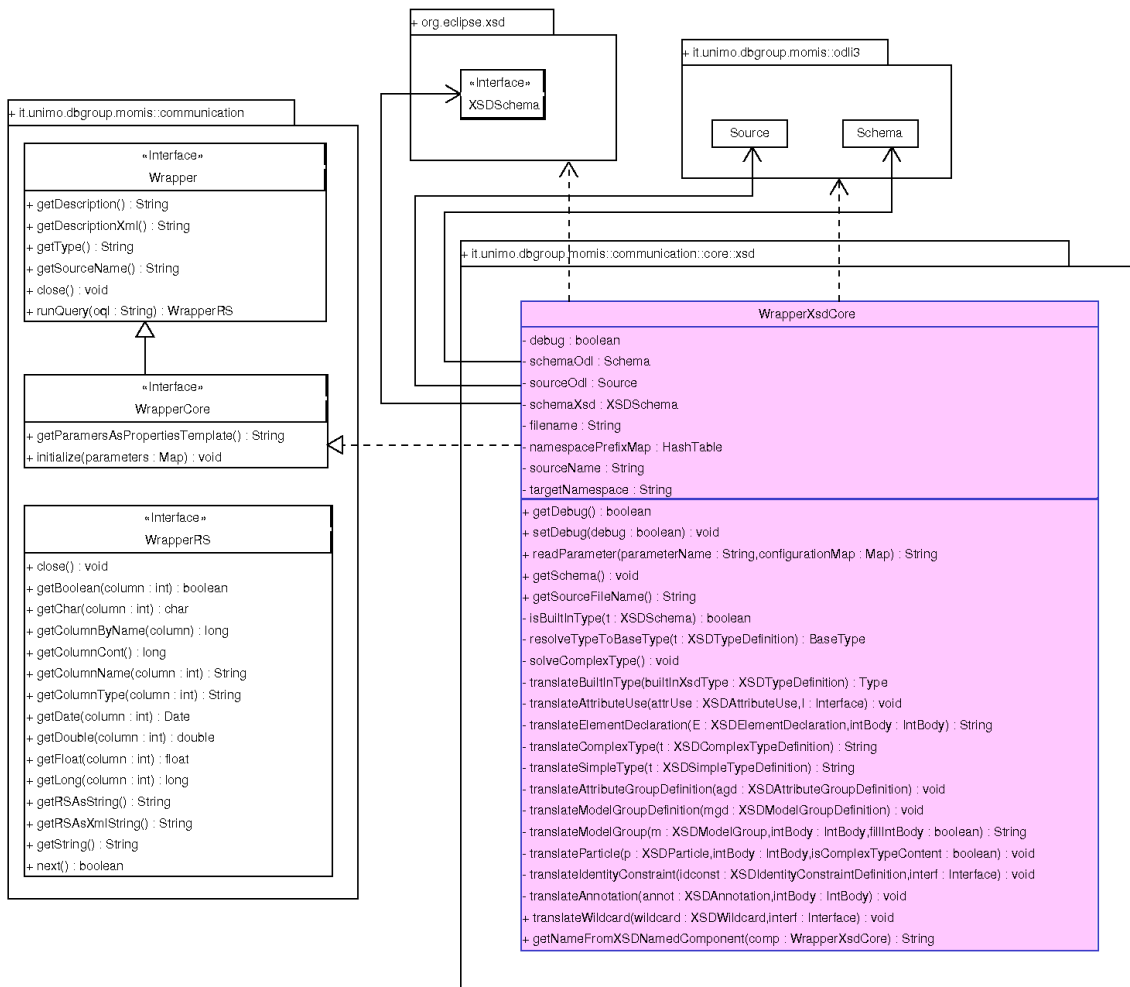 + org.eclipse.xsd
«Interface»
XSDSchema
+ it.unimo.dbgroup.momis::odli3
Source
Schema
+ it.unimo.dbgroup.momis::communication
«Interface»
Wrapper
+ getDescription() : String
+ getDescriptionXml() : String
+ getType() : String
+ getSourceName() : String
+ close() : void
+ runQuery(oql : String) : WrapperRS
«Interface»
WrapperCore
+ getParamersAsPropertiesTemplate() : String
+ initialize(parameters : Map) : void
«Interface»
WrapperRS
+ close() : void
+ getBoolean(column : int) : boolean
+ getChar(column : int) : char
+ getColumnByName(column) : long
+ getColumnCont() : long
+ getColumnName(column : int) : String
+ getColumnType(column : int) : String
+ getDate(column : int) : Date
+ getDouble(column : int) : double
+ getFloat(column : int) : float
+ getLong(column : int) : long
+ getRSAsString() : String
+ getRSAsXmlString() : String
+ getString() : String
+ next() : boolean
+ it.unimo.dbgroup.momis::communication::core::xsd
WrapperXsdCore
- debug : boolean
- schemaOdl : Schema
- sourceOdl : Source
- schemaXsd : XSDSchema
- filename : String
- namespacePrefixMap : HashTable
- sourceName : String
- targetNamespace : String
+ getDebug() : boolean
+ setDebug(debug : boolean) : void
+ readParameter(parameterName : String,configurationMap : Map) : String
+ getSchema() : void
+ getSourceFileName() : String
- isBuiltInType(t : XSDSchema) : boolean
- resolveTypeToBaseType(t : XSDTypeDefinition) : BaseType
- solveComplexType() : void
- translateBuiltInType(builtInXsdType : XSDTypeDefinition) : Type
- translateAttributeUse(attrUse : XSDAttributeUse,I : Interface) : void
- translateElementDeclaration(E : XSDElementDeclaration,intBody : IntBody) : String
- translateComplexType(t : XSDComplexTypeDefinition) : String
- translateSimpleType(t : XSDSimpleTypeDefinition) : String
- translateAttributeGroupDefinition(agd : XSDAttributeGroupDefinition) : void
- translateModelGroupDefinition(mgd : XSDModelGroupDefinition) : void
- translateModelGroup(m : XSDModelGroup,intBody : IntBody,fillIntBody : boolean) : String
- translateParticle(p : XSDParticle,intBody : IntBody,isComplexTypeContent : boolean) : void
- translateIdentityConstraint(idconst : XSDIdentityConstraintDefinition,interf : Interface) : void
- translateAnnotation(annot : XSDAnnotation,intBody : IntBody) : void
+ translateWildcard(wildcard : XSDWildcard,interf : Interface) : void
+ getNameFromXSDNamedComponent(comp : WrapperXsdCore) : String